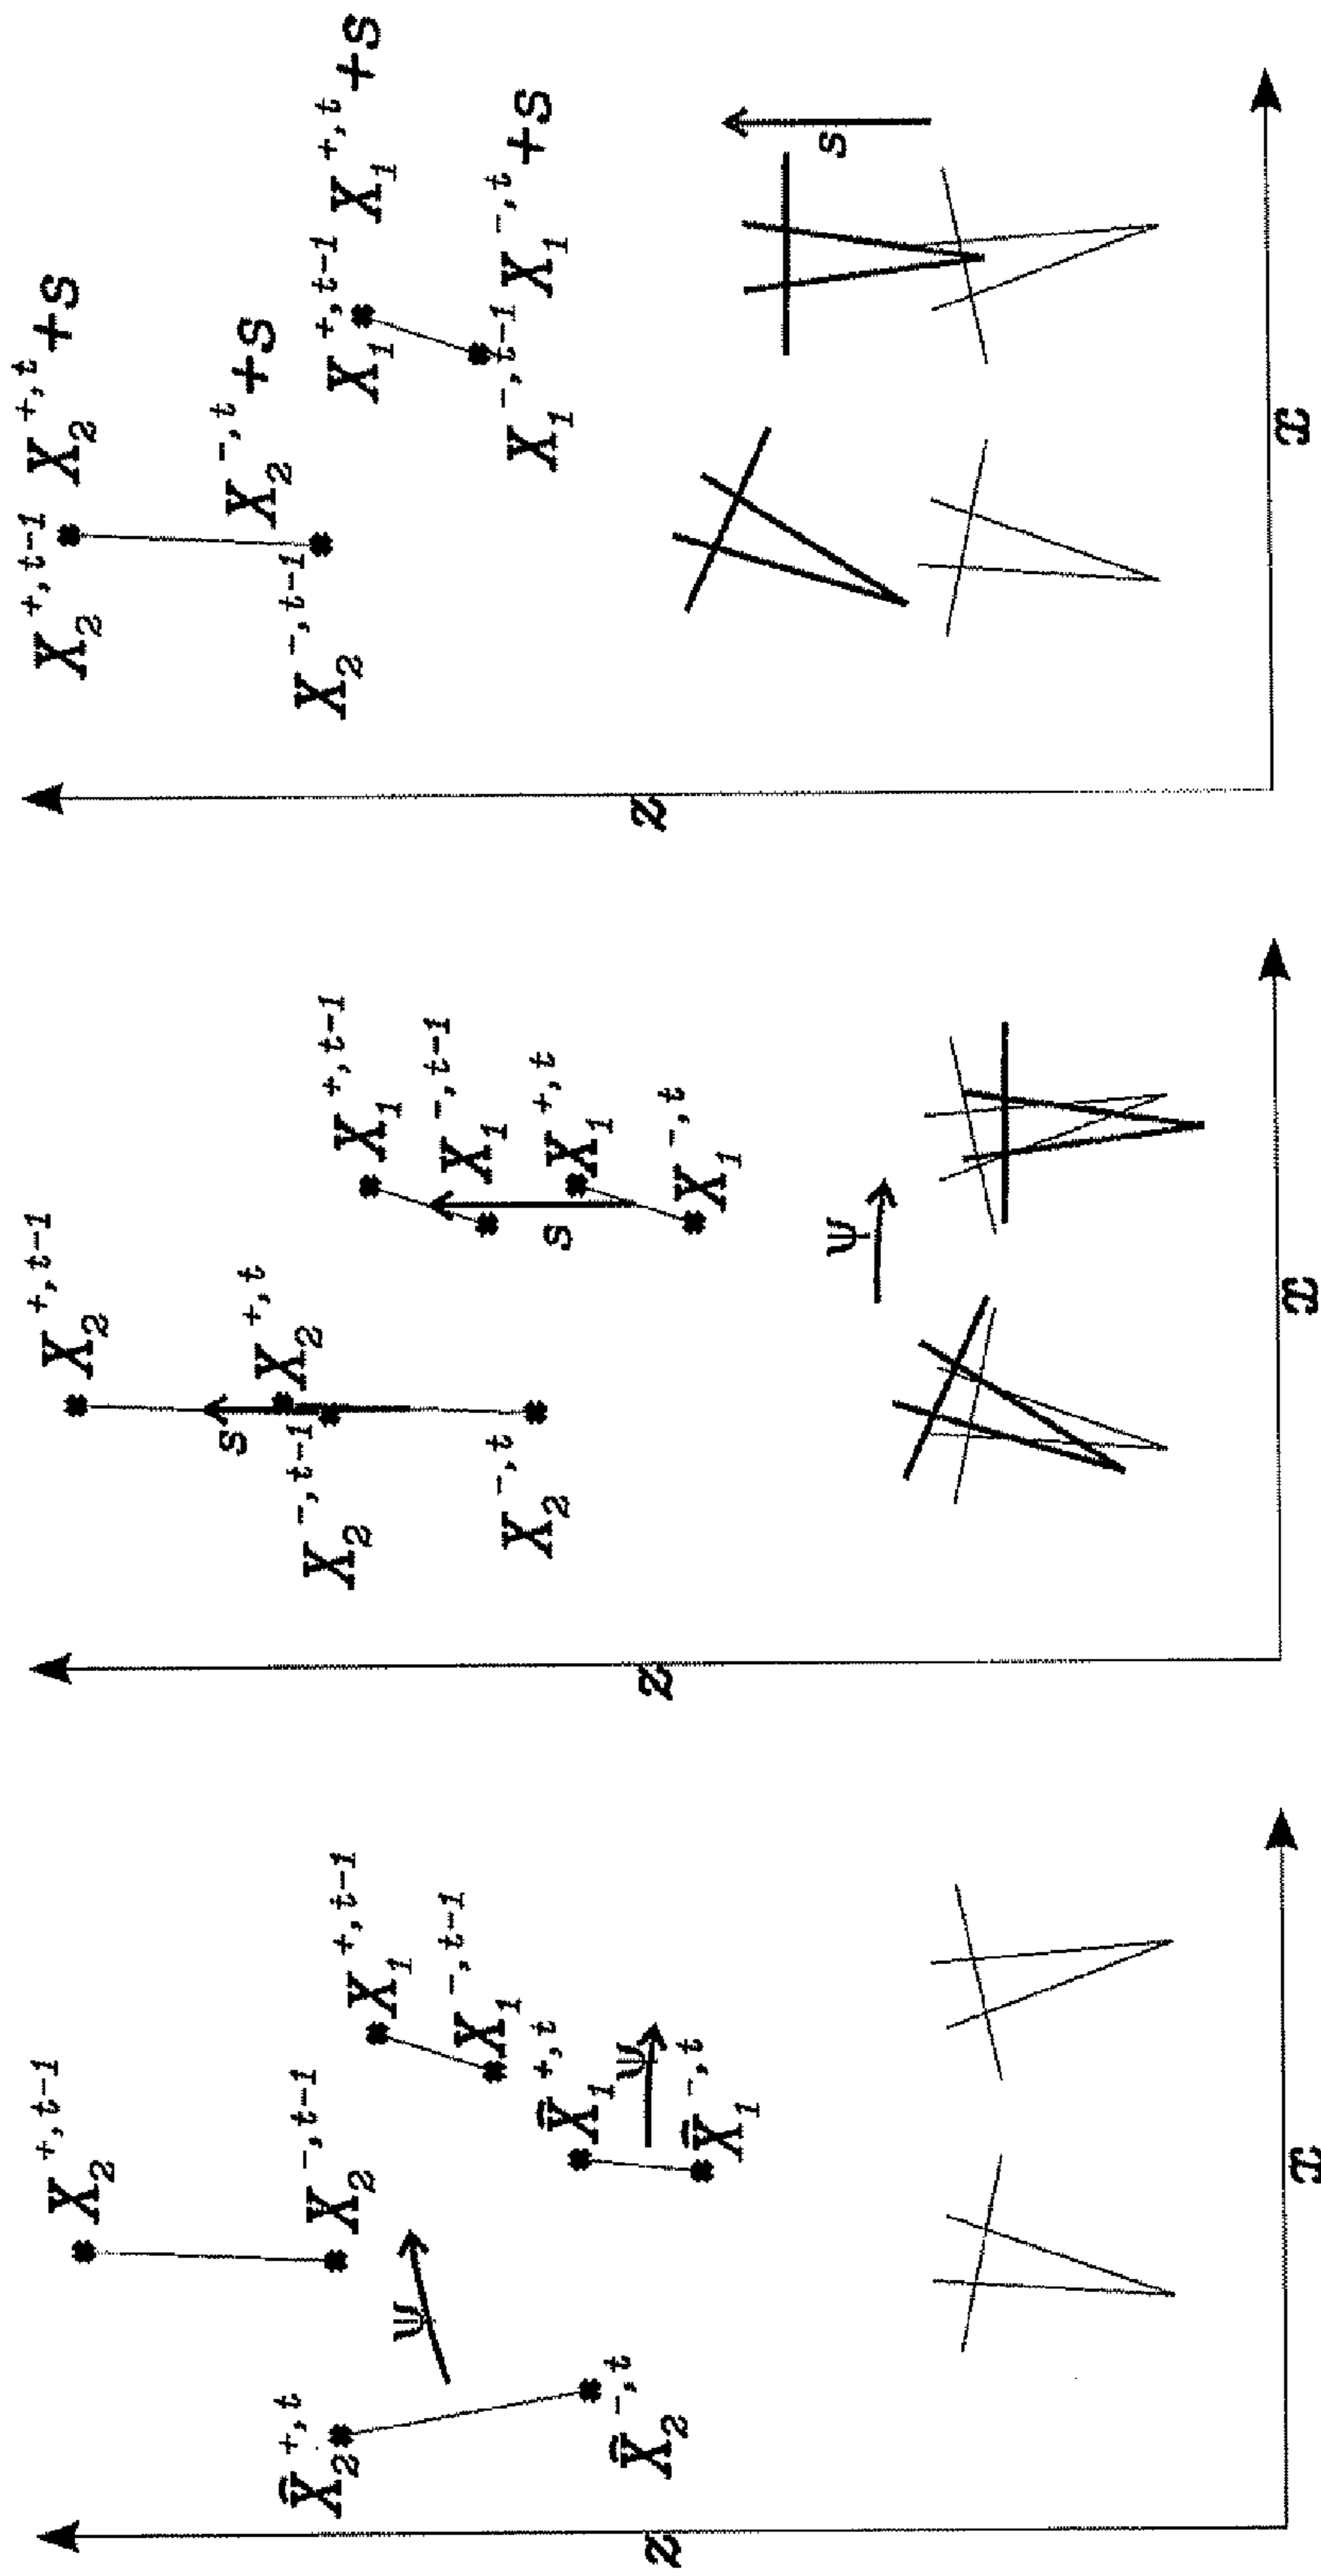 X₂⁺,ᵗ⁻¹ X₂⁺,ᵗ+S
X₂⁻,ᵗ⁻¹ X₂⁻,ᵗ+S
X₁⁺,ᵗ⁻¹ X₁⁺,ᵗ+S
X₁⁻,ᵗ⁻¹ X₁⁻,ᵗ+S
S
z
x
X₂⁺,ᵗ⁻¹
X₂⁺,ᵗ
S
X₂⁻,ᵗ⁻¹
X₂⁻,ᵗ
X₁⁺,ᵗ⁻¹
X₁⁻,ᵗ⁻¹
X₁⁺,ᵗ
S
X₁⁻,ᵗ
Ψ
z
x
X₂⁺,ᵗ⁻¹
X₂⁻,ᵗ⁻¹
Ψ
X̄₂⁺,ᵗ
X̄₂⁻,ᵗ
X₁⁺,ᵗ⁻¹
X₁⁻,ᵗ⁻¹
X̄₁⁺,ᵗ
Ψ
X̄₁⁻,ᵗ
z
x